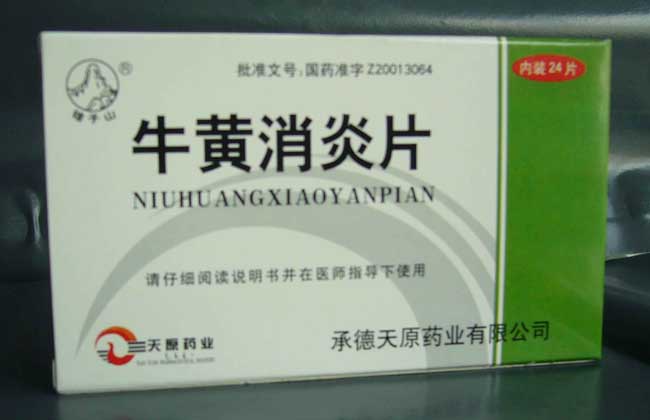 批准文号:国药准字Z20013064
内装24片
®
牛黄消炎片
NIUHUANGXIAOYANPIAN
请仔细阅读说明书并在医师指导下使用
天原药业
承德天原药业有限公司